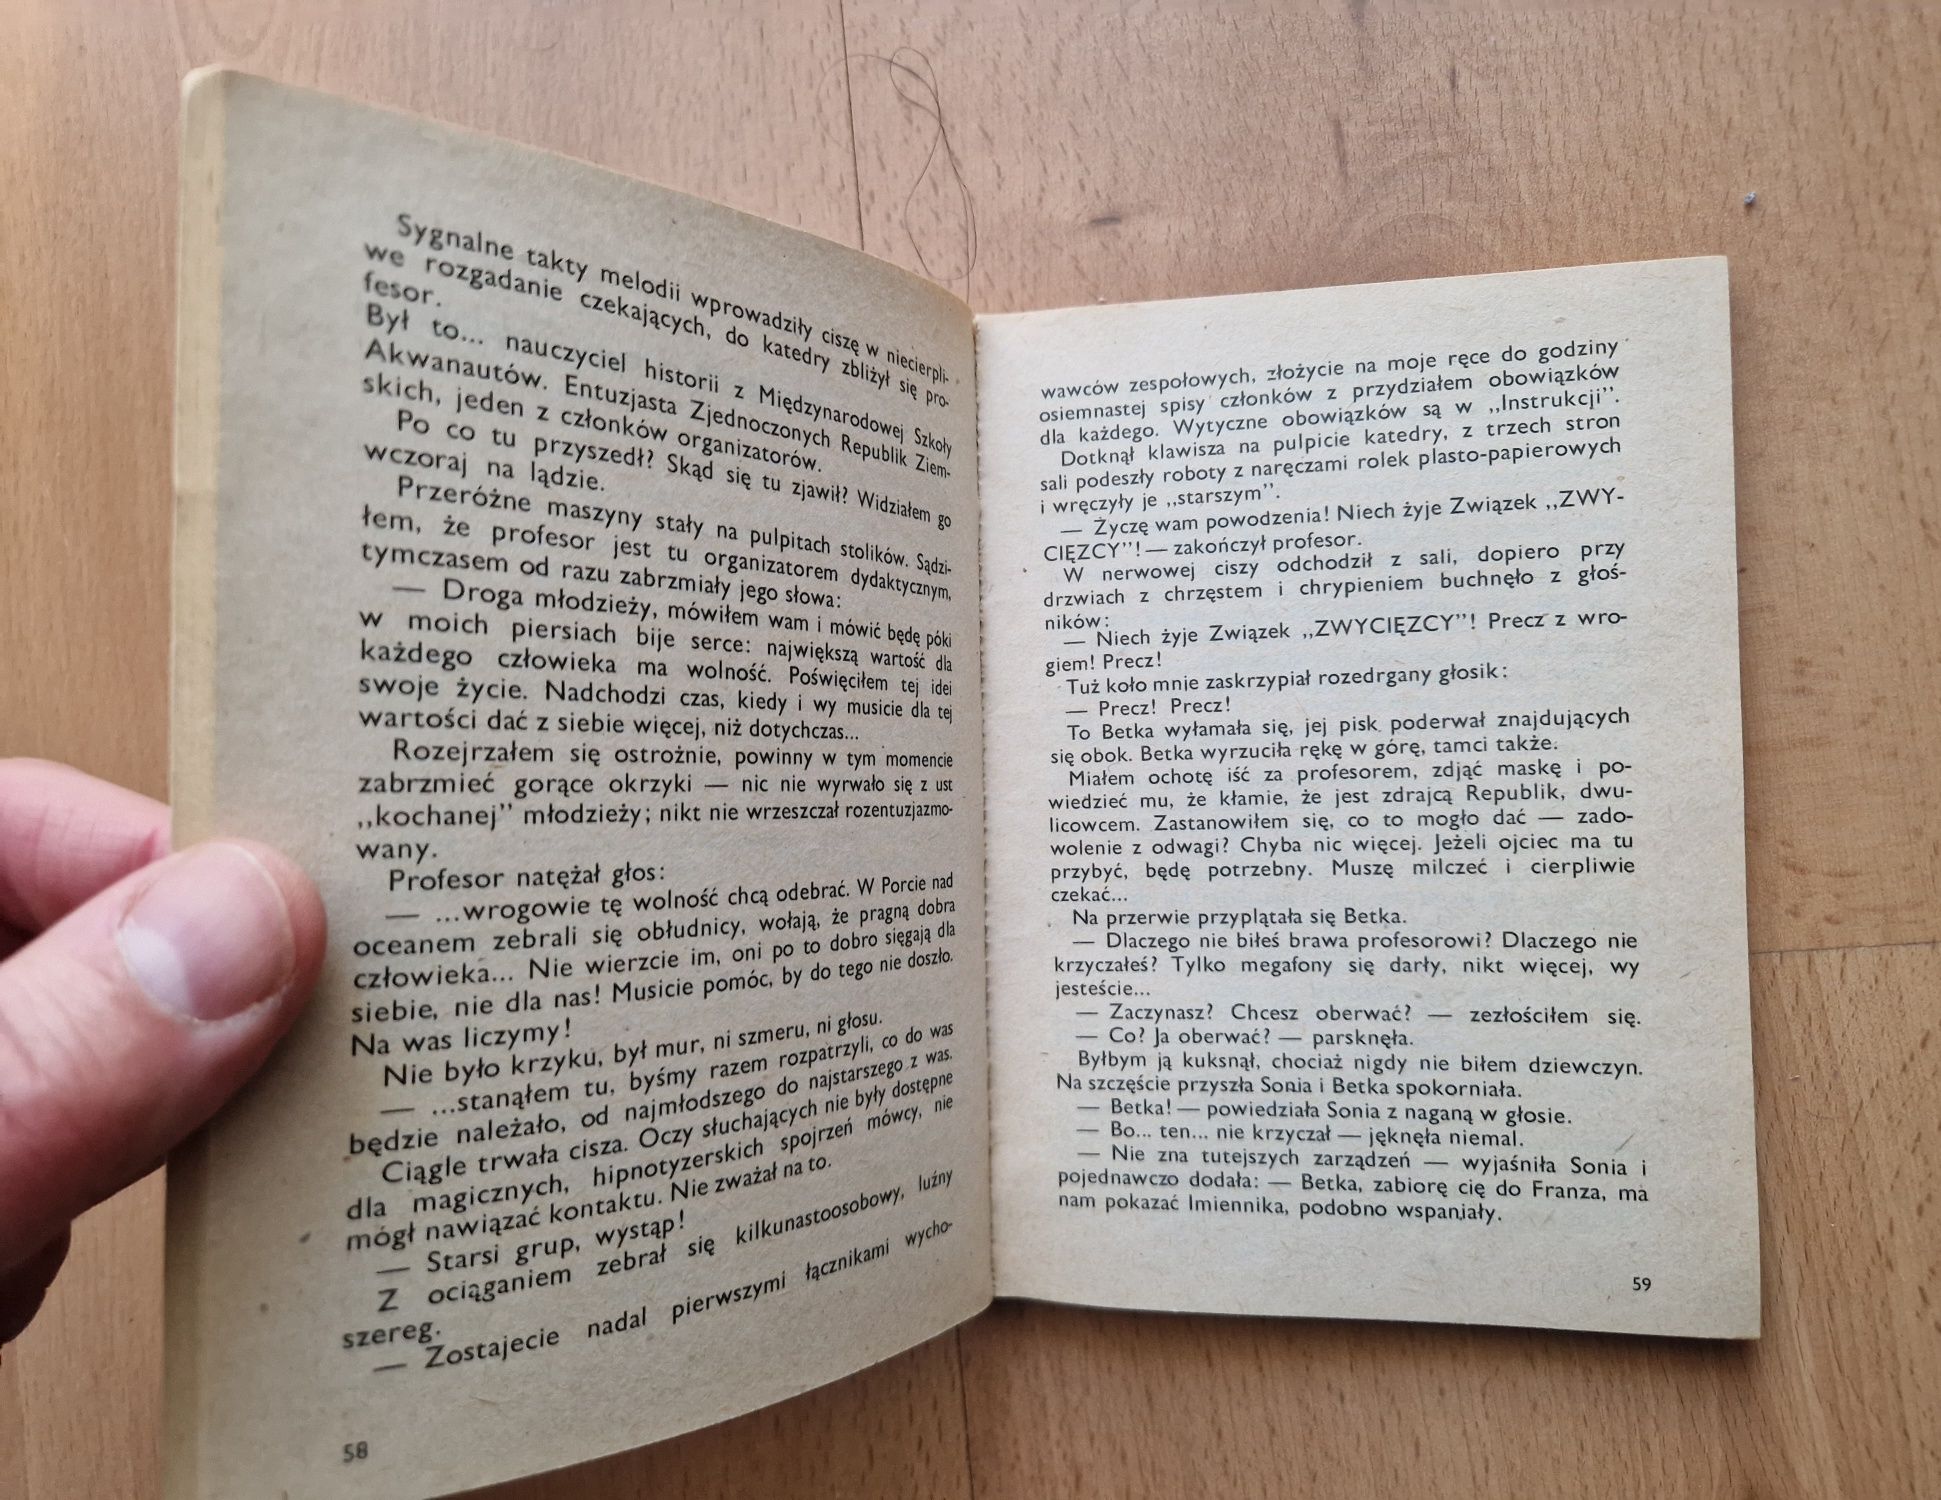 Sygnalne takty melodii wprowadziły ciszę w niecierpli-
we rozgadanie czekających, do katedry zbliżył się pro-
fesor.
Był to... nauczyciel historii z Międzynarodowej Szkoły
Akwanautów. Entuzjasta Zjednoczonych Republik Ziem-
skich, jeden z członków organizatorów.
Po co tu przyszedł? Skąd się tu zjawił? Widziałem go
wczoraj na lądzie.
Przeróżne maszyny stały na pulpitach stolików. Sądzi-
łem, że profesor jest tu organizatorem dydaktycznym,
tymczasem od razu zabrzmiały jego słowa:
— Droga młodzieży, mówiłem wam i mówić będę póki
w moich piersiach bije serce: największą wartość dla
każdego człowieka ma wolność. Poświęciłem tej idei
swoje życie. Nadchodzi czas, kiedy i wy musicie dla tej
wartości dać z siebie więcej, niż dotychczas...
Rozejrzałem się ostrożnie, powinny w tym momencie
zabrzmieć gorące okrzyki — nic nie wyrwało się z ust
,,kochanej" młodzieży; nikt nie wrzeszczał rozentuzjazmo-
wany.
Profesor natężał głos:
— ...wrogowie tę wolność chcą odebrać. W Porcie nad
oceanem zebrali się obłudnicy, wołają, że pragną dobra
człowieka... Nie wierzcie im, oni po to dobro sięgają dla
siebie, nie dla nas! Musicie pomóc, by do tego nie doszło.
Na was liczymy!
Nie było krzyku, był mur, ni szmeru, ni głosu.
— ...stanąłem tu, byśmy razem rozpatrzyli, co do was
będzie należało, od najmłodszego do najstarszego z was.
Ciągle trwała cisza. Oczy słuchających nie były dostępne
dla magicznych, hipnotyzerskich spojrzeń mówcy, nie
mógł nawiązać kontaktu. Nie zważał na to.
— Starsi grup, wystąp!
Z ociąganiem zebrał się kilkunastoosobowy, luźny
szereg.
— Zostajecie nadal pierwszymi łącznikami wycho-
58
wawców zespołowych, złożycie na moje ręce do godziny
osiemnastej spisy członków z przydziałem obowiązków
dla każdego. Wytyczne obowiązków są w ,,Instrukcji".
Dotknął klawisza na pulpicie katedry, z trzech stron
sali podeszły roboty z naręczami rolek plasto-papierowych
i wręczyły je ,,starszym".
— Życzę wam powodzenia! Niech żyje Związek ,,ZWY-
CIĘZCY"! — zakończył profesor.
W nerwowej ciszy odchodził z sali, dopiero przy
drzwiach z chrzęstem i chrypieniem buchnęło z głoś-
ników:
— Niech żyje Związek ,,ZWYCIĘZCY"! Precz z wro-
giem! Precz!
Tuż koło mnie zaskrzypiał rozedrgany głosik:
— Precz! Precz!
To Betka wyłamała się, jej pisk poderwał znajdujących
się obok. Betka wyrzuciła rękę w górę, tamci także.
Miałem ochotę iść za profesorem, zdjąć maskę i po-
wiedzieć mu, że kłamie, że jest zdrajcą Republik, dwu-
licowcem. Zastanowiłem się, co to mogło dać — zado-
wolenie z odwagi? Chyba nic więcej. Jeżeli ojciec ma tu
przybyć, będę potrzebny. Muszę milczeć i cierpliwie
czekać...
Na przerwie przyplątała się Betka.
— Dlaczego nie biłeś brawa profesorowi? Dlaczego nie
krzyczałeś? Tylko megafony się darły, nikt więcej, wy
jesteście...
— Zaczynasz? Chcesz oberwać? — zezłościłem się.
— Co? Ja oberwać? — parsknęła.
Byłbym ją kuksnął, chociaż nigdy nie biłem dziewczyn.
Na szczęście przyszła Sonia i Betka spokorniała.
— Betka! — powiedziała Sonia z naganą w głosie.
— Bo... ten... nie krzyczał — jęknęła niemal.
— Nie zna tutejszych zarządzeń — wyjaśniła Sonia i
pojednawczo dodała: — Betka, zabiorę cię do Franza, ma
nam pokazać Imiennika, podobno wspaniały.
59